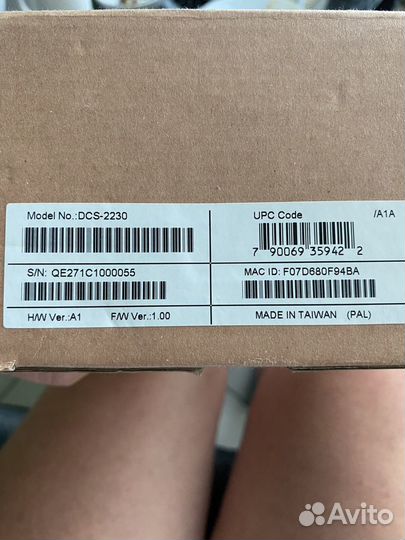 Model No.:DCS-2230
UPC Code /A1A
7 90069 35942 2
S/N: QE271C1000055
MAC ID: F07D680F94BA
H/W Ver.:A1 F/W Ver.:1.00
MADE IN TAIWAN (PAL)
Avito